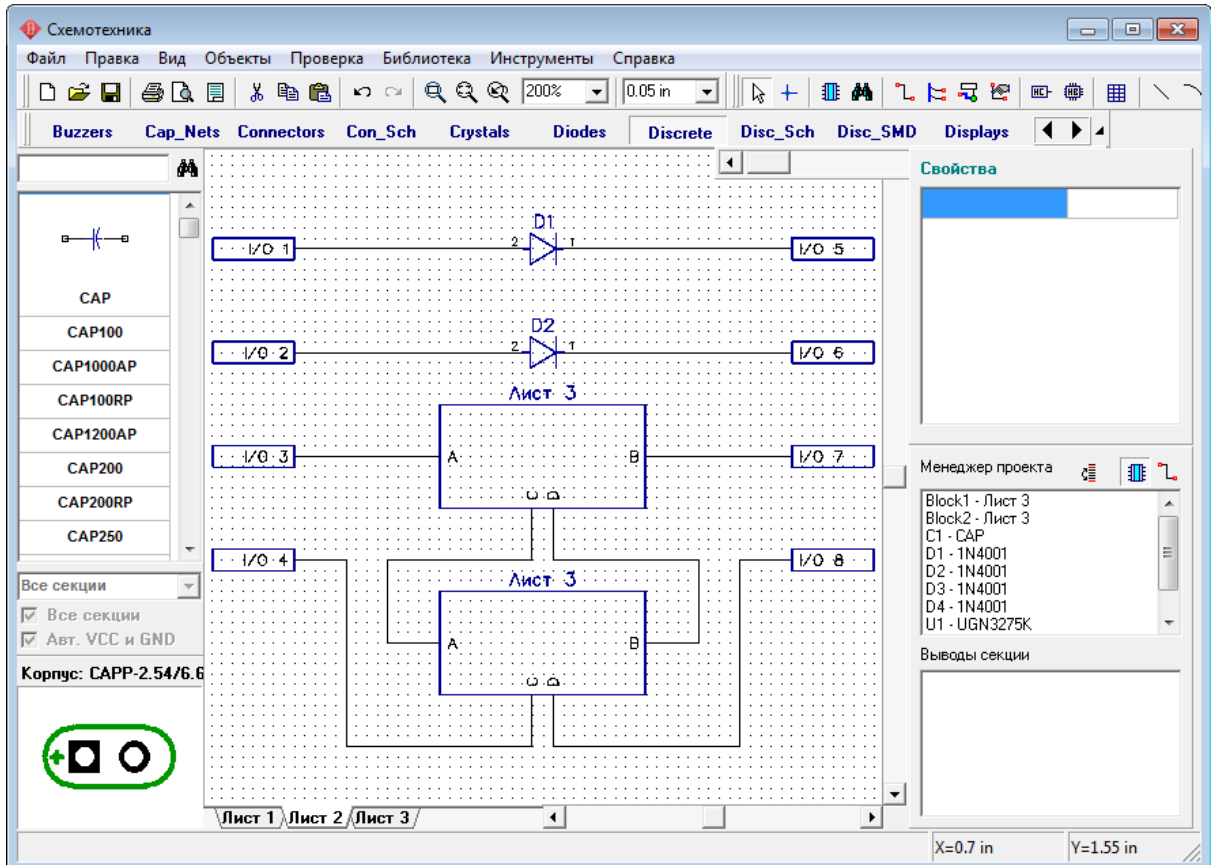 Схемотехника
Файл Правка Вид Объекты Проверка Библиотека Инструменты Справка
200% 0.05 in
Buzzers Cap_Nets Connectors Con_Sch Crystals Diodes Discrete Disc_Sch Disc_SMD Displays
CAP
CAP100
CAP1000AP
CAP100RP
CAP1200AP
CAP200
CAP200RP
CAP250
Все секции
Все секции
Авт. VCC и GND
Корпус: CAPP-2.54/6.6
D1
I/O 1 2 1 I/O 5
D2
I/O 2 2 1 I/O 6
Лист 3
I/O 3 A B I/O 7
C D
I/O 4 I/O 8
Лист 3
A B
C D
Лист 1 Лист 2 Лист 3
Свойства
Менеджер проекта
Block1 - Лист 3
Block2 - Лист 3
C1 - CAP
D1 - 1N4001
D2 - 1N4001
D3 - 1N4001
D4 - 1N4001
U1 - UGN3275K
Выводы секции
X=0.7 in Y=1.55 in